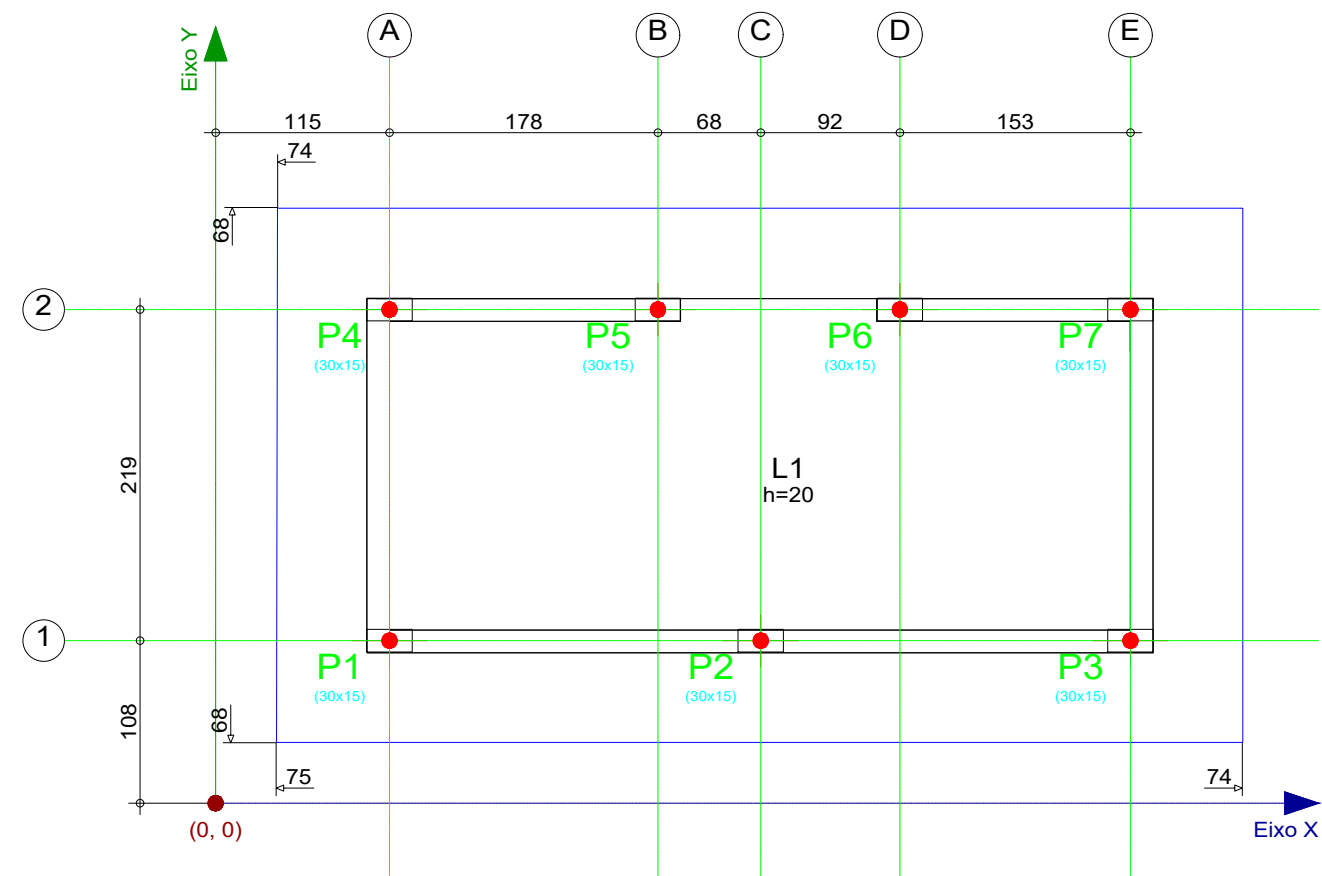 A
B
C
D
E
Eixo Y
115
178
68
92
153
74
68
2
P4
(30x15)
P5
(30x15)
P6
(30x15)
P7
(30x15)
219
L1
h=20
1
P1
(30x15)
P2
(30x15)
P3
(30x15)
108
68
75
74
(0, 0)
Eixo X